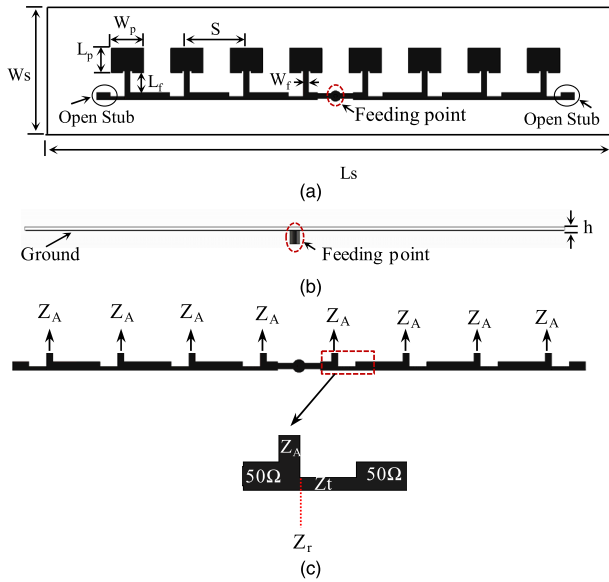 Wp
S
Lp
Ws
Lf
Wf
Open Stub
Feeding point
Open Stub
Ls
(a)
h
Ground
Feeding point
(b)
ZA ZA ZA ZA ZA ZA ZA ZA
ZA
50Ω 50Ω
Zt
Zr
(c)